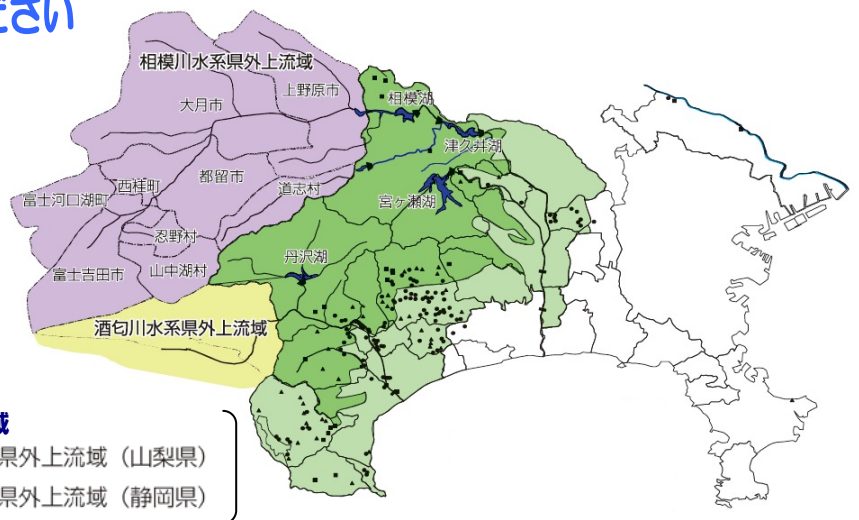 ださい
相模川水系県外上流域
上野原市
大月市
相模湖
津久井湖
都留市
西桂町
道志村
富士河口湖町
宮ヶ瀬湖
忍野村
丹沢湖
山中湖村
富士吉田市
酒匂川水系県外上流域
域
県外上流域（山梨県）
県外上流域（静岡県）